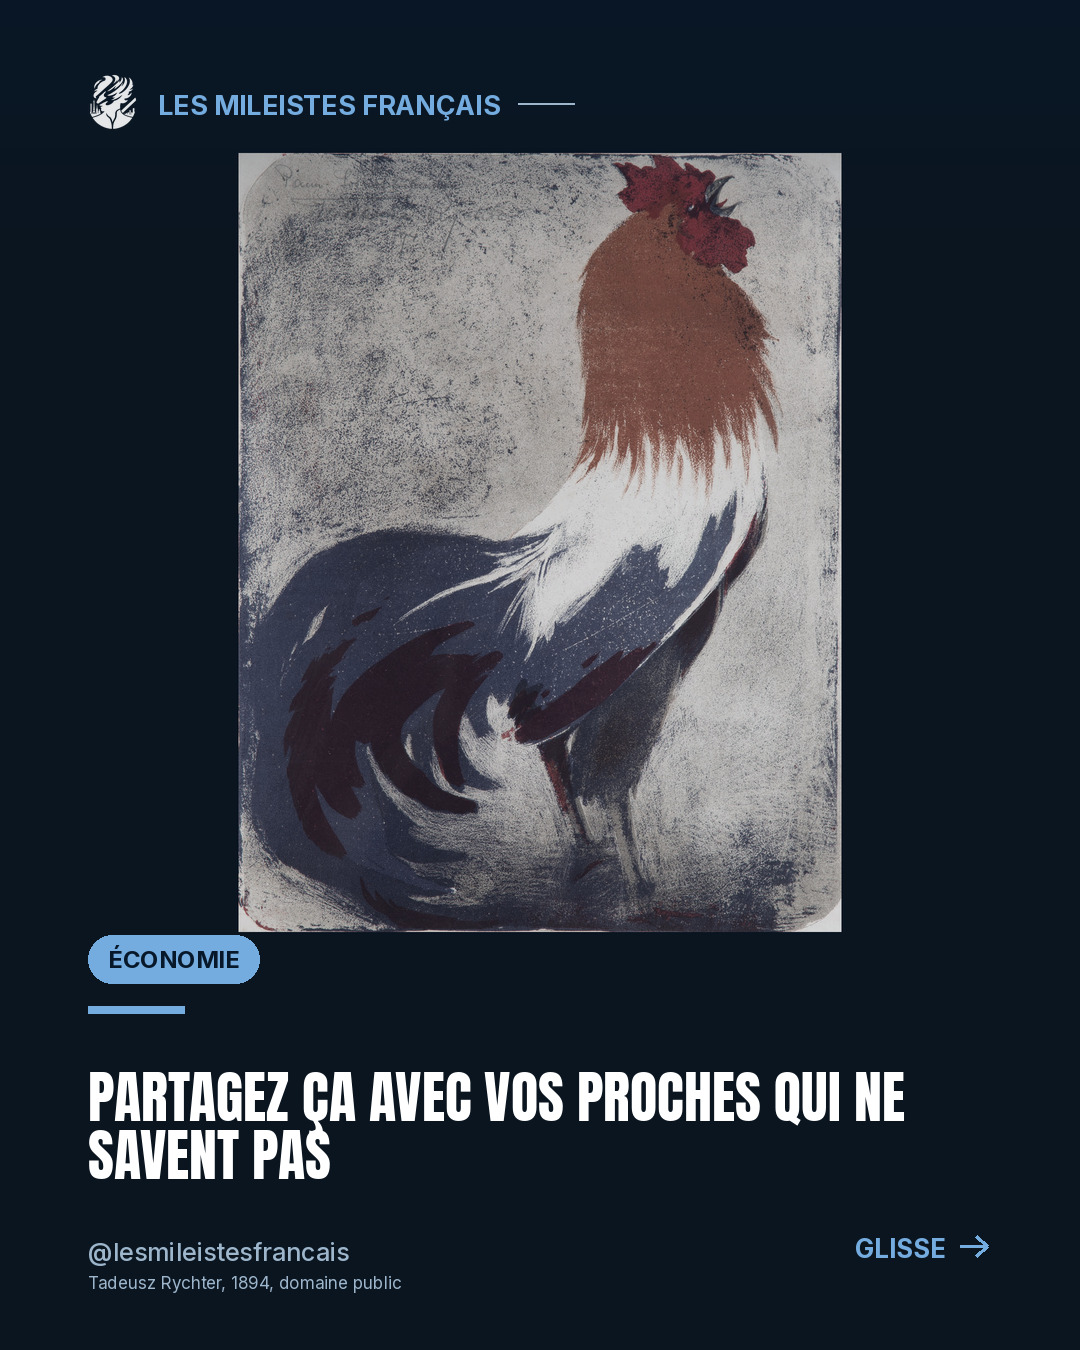 LES MILEISTES FRANÇAIS
ÉCONOMIE
PARTAGEZ ÇA AVEC VOS PROCHES QUI NE
SAVENT PAS
@lesmileistesfrancais
GLISSE →
Tadeusz Rychter, 1894, domaine public